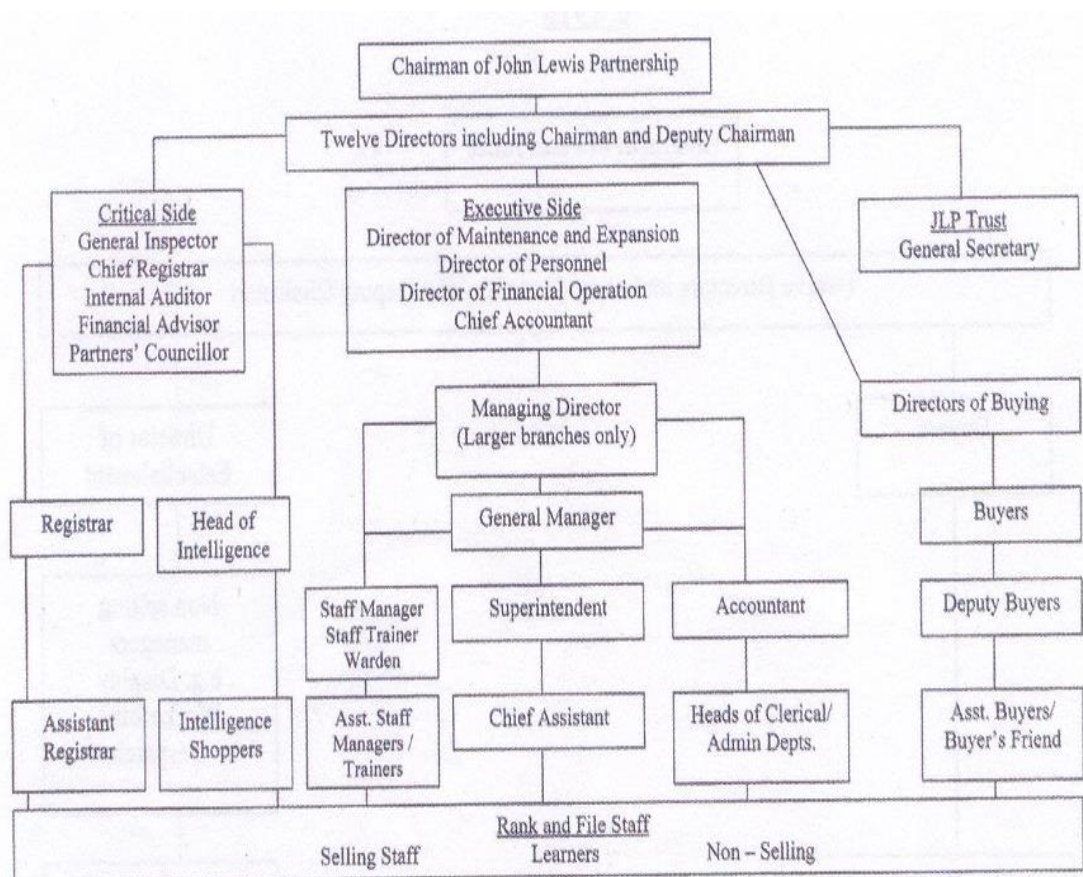 Chairman of John Lewis Partnership
Twelve Directors including Chairman and Deputy Chairman
Critical Side
General Inspector
Chief Registrar
Internal Auditor
Financial Advisor
Partners' Councillor
Executive Side
Director of Maintenance and Expansion
Director of Personnel
Director of Financial Operation
Chief Accountant
JLP Trust
General Secretary
Managing Director
(Larger branches only)
Directors of Buying
Registrar
Head of
Intelligence
General Manager
Buyers
Staff Manager
Staff Trainer
Warden
Superintendent
Accountant
Deputy Buyers
Assistant
Registrar
Intelligence
Shoppers
Asst. Staff
Managers /
Trainers
Chief Assistant
Heads of Clerical/
Admin Depts.
Asst. Buyers/
Buyer's Friend
Rank and File Staff
Selling Staff Learners Non – Selling